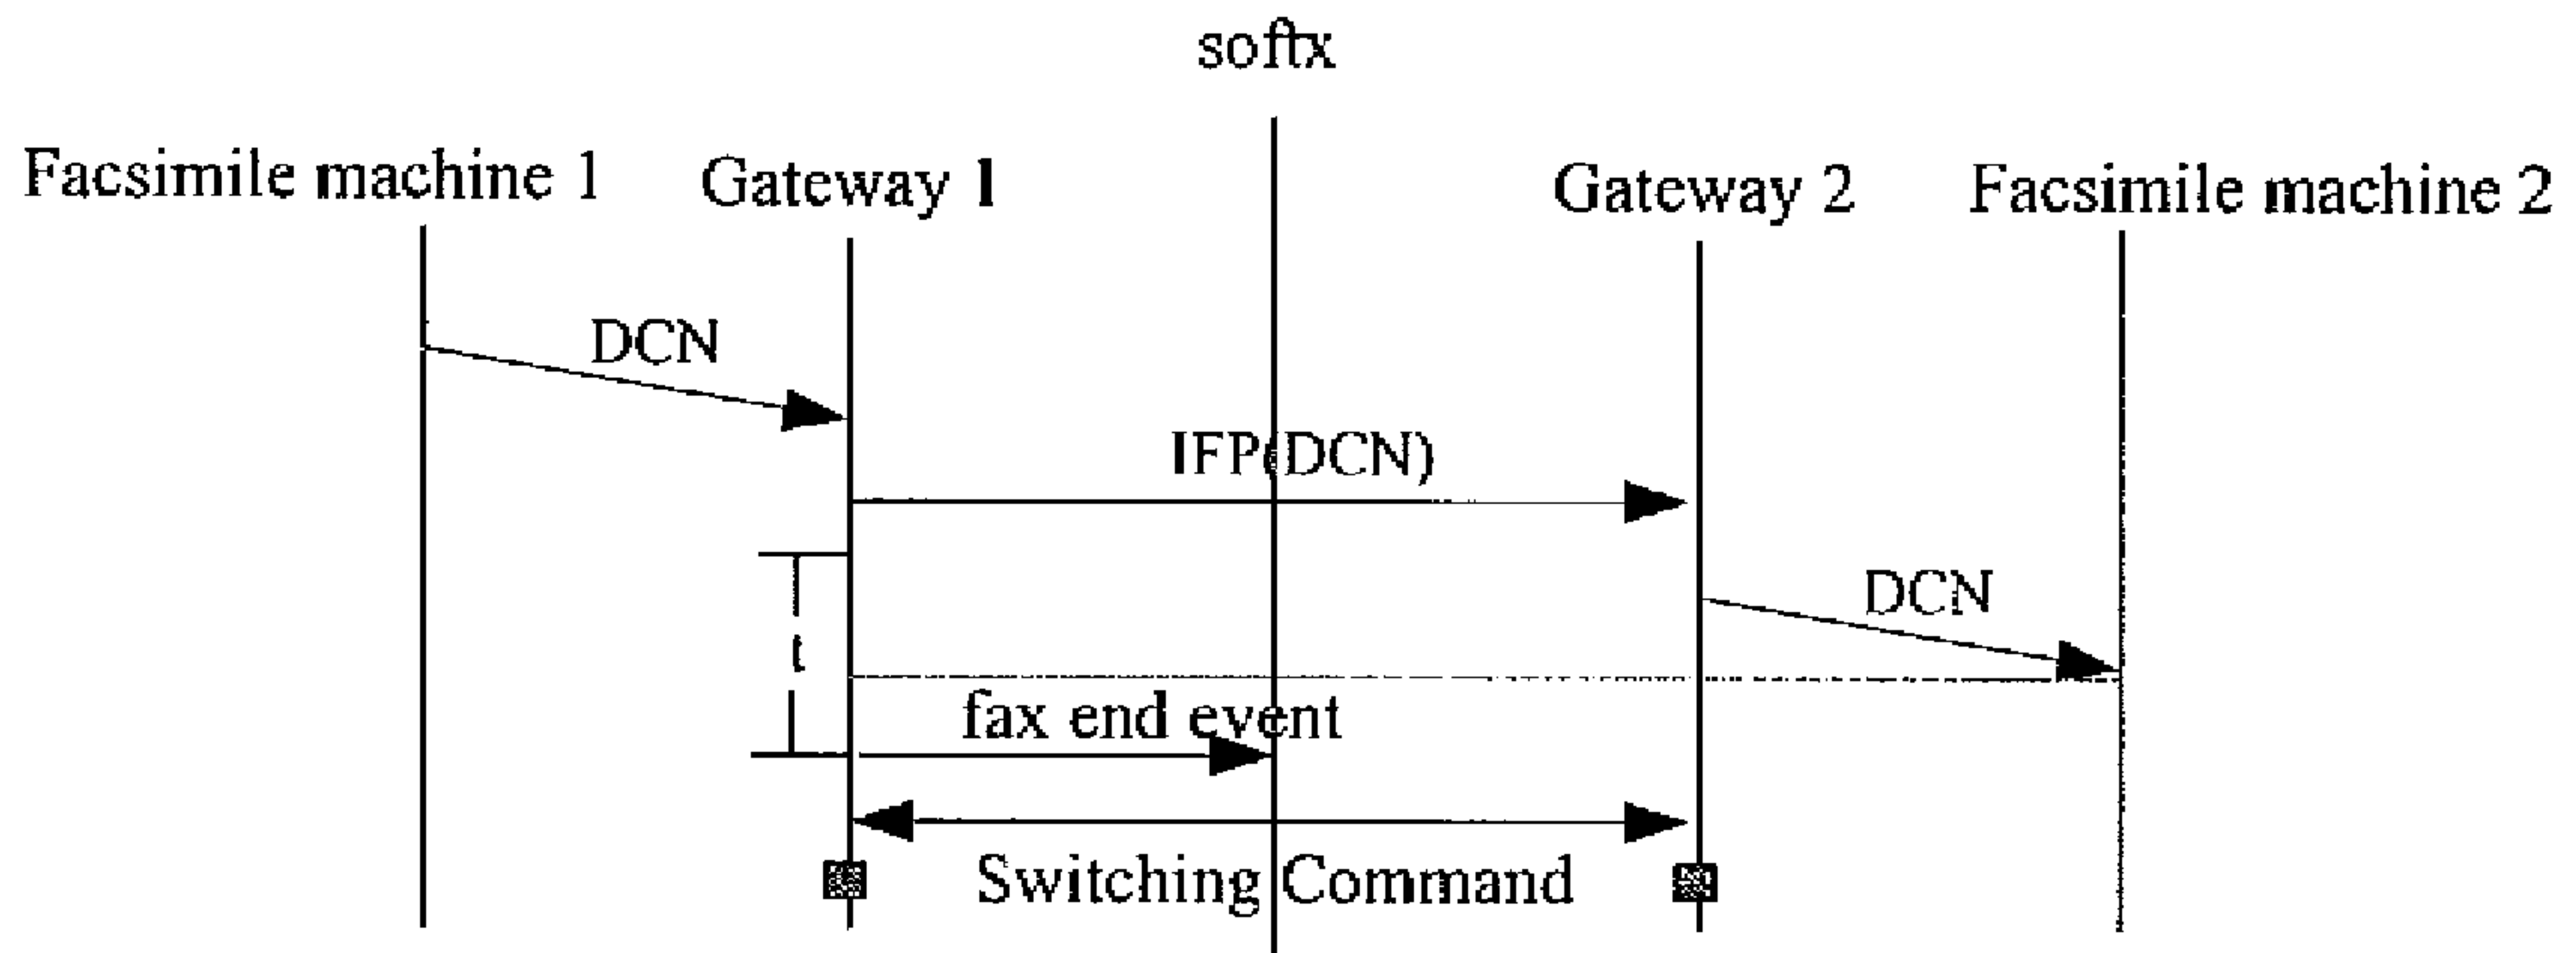 softx
Facsimile machine 1
Gateway 1
Gateway 2
Facsimile machine 2
DCN
IFP(DCN)
DCN
t
fax end event
Switching Command